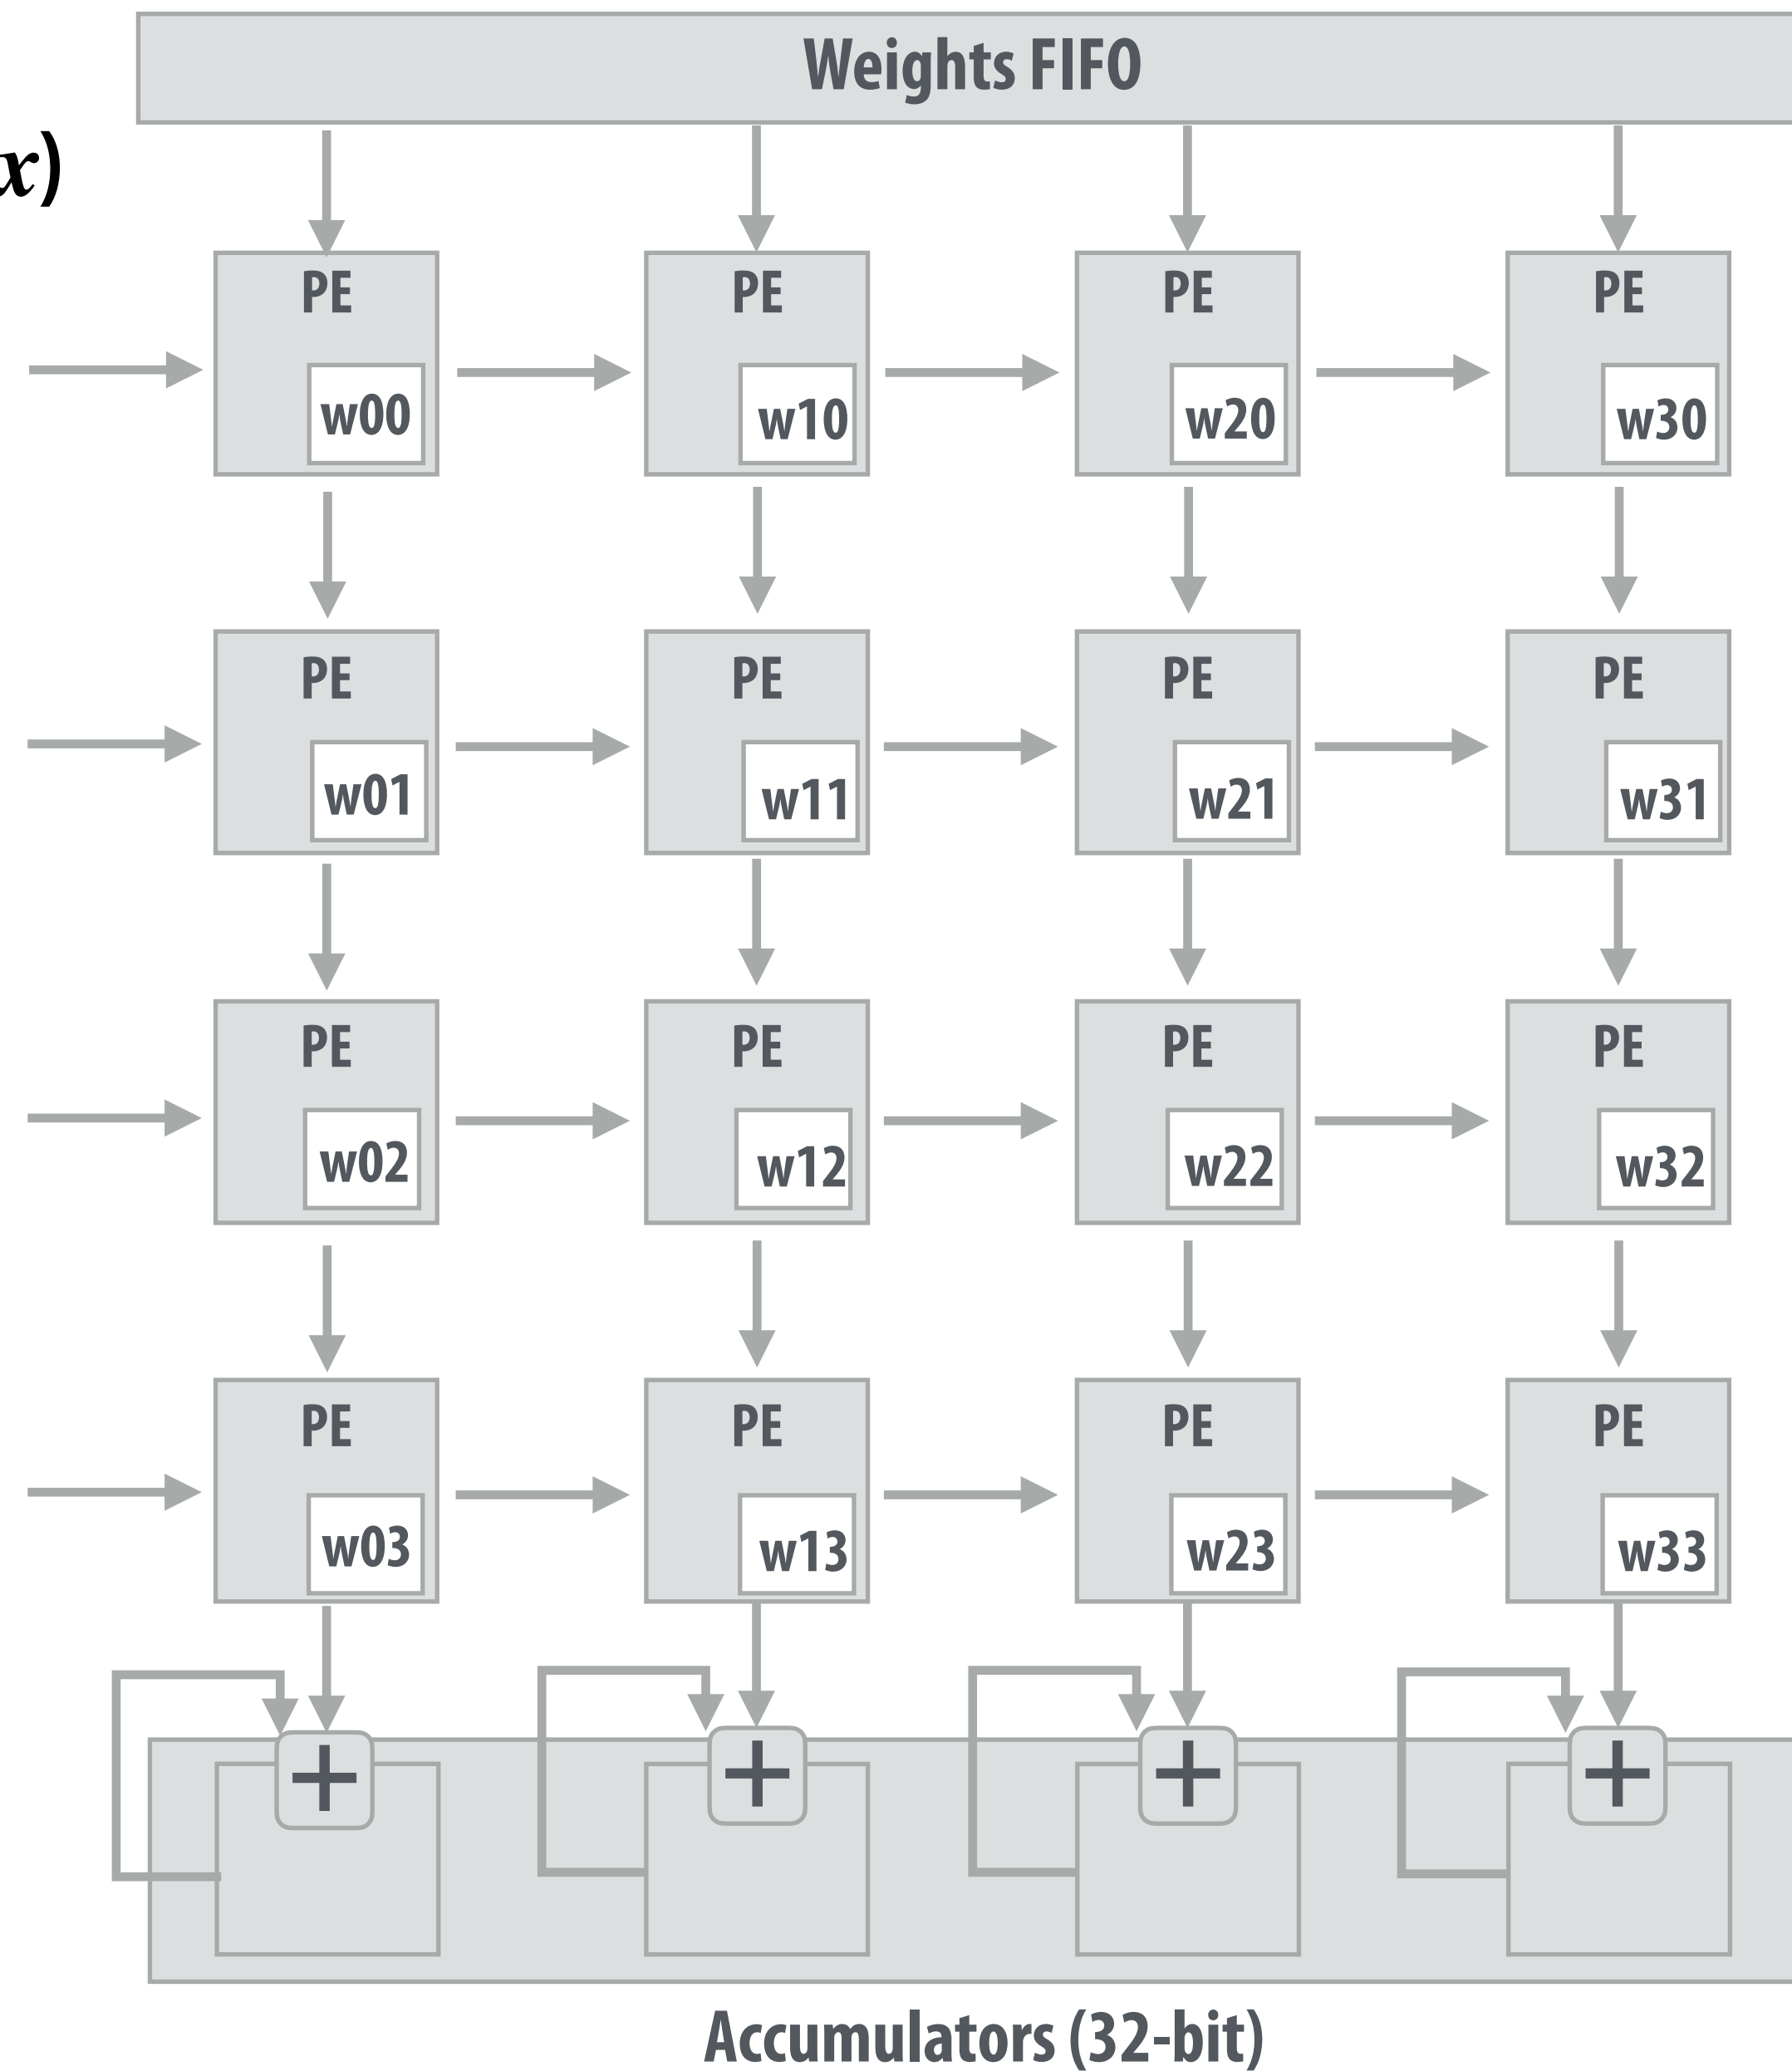 Weights FIFO
x)
PE PE PE PE
w00 w10 w20 w30
PE PE PE PE
w01 w11 w21 w31
PE PE PE PE
w02 w12 w22 w32
PE PE PE PE
w03 w13 w23 w33
+ + + +
Accumulators (32-bit)